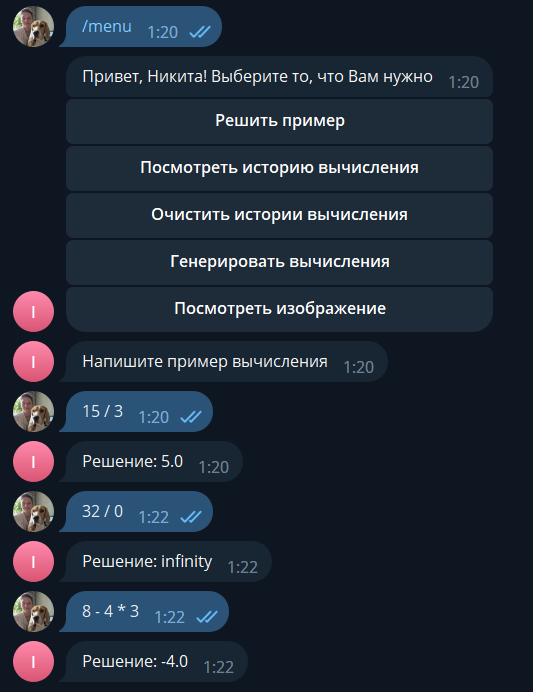 /menu 1:20
Привет, Никита! Выберите то, что Вам нужно 1:20
Решить пример
Посмотреть историю вычисления
Очистить истории вычисления
Генерировать вычисления
Посмотреть изображение
I
I Напишите пример вычисления 1:20
15 / 3 1:20
I Решение: 5.0 1:20
32 / 0 1:22
I Решение: infinity 1:22
8 - 4 * 3 1:22
I Решение: -4.0 1:22